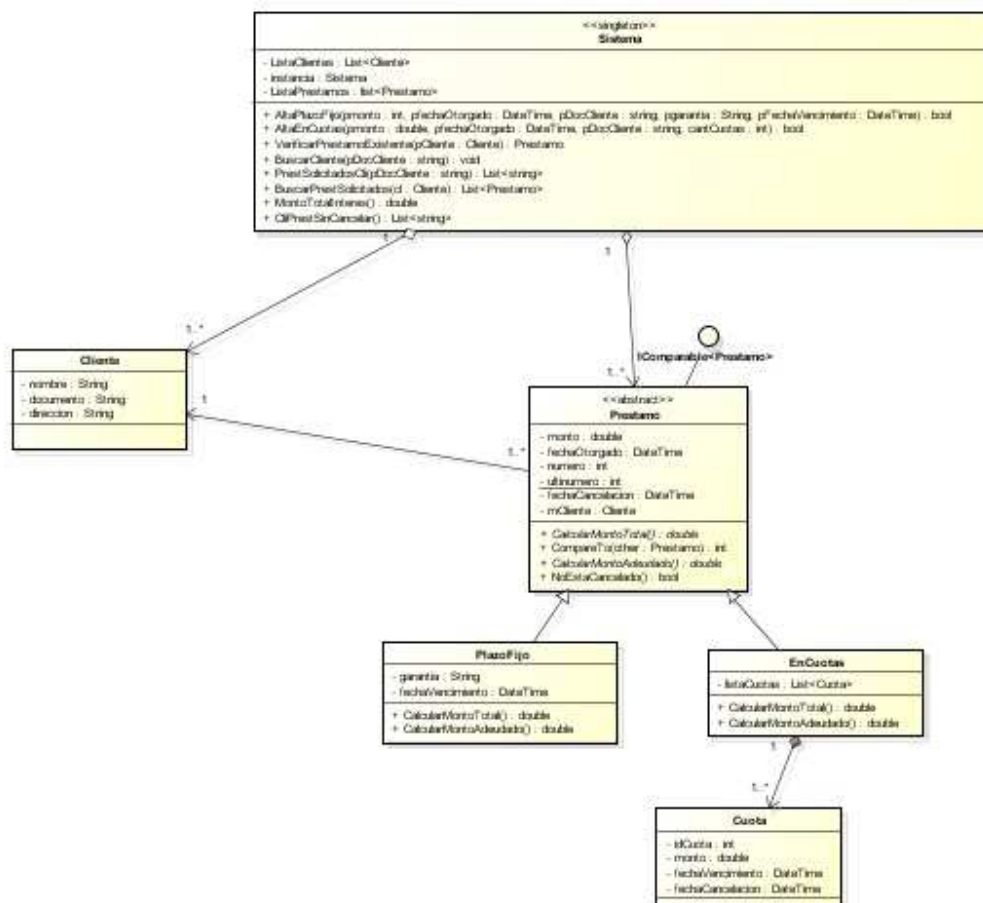 <<singleton>>
Sistema
- ListaClientes : List<Cliente>
- instancia : Sistema
- ListaPrestamos : list<Prestamo>
+ AltaPlazoFijo(pmonto : int, pfechaOtorgado : DateTime, pDocCliente : string, pgarantia : String, pFechaVencimiento : DateTime) : bool
+ AltaEnCuotas(pmonto : double, pfechaOtorgado : DateTime, pDocCliente : string, cantCuotas : int) : bool
+ VerificarPrestamoExistente(pCliente : Cliente) : Prestamo
+ BuscarCliente(pDocCliente : string) : void
+ PrestSolicitadosCli(pDocCliente : string) : List<string>
+ BuscarPrestSolicitados(cl : Cliente) : List<Prestamo>
+ MontoTotalInteres() : double
+ CliPrestSinCancelar() : List<string>
1
1
1..*
IComparable<Prestamo>
1..*
Cliente
- nombre : String
- documento : String
- direccion : String
1
1..*
<<abstract>>
Prestamo
- monto : double
- fechaOtorgado : DateTime
- numero : int
- ultinumero : int
- fechaCancelacion : DateTime
- mCliente : Cliente
+ CalcularMontoTotal() : double
+ CompareTo(other : Prestamo) : int
+ CalcularMontoAdeudado() : double
+ NoEstaCancelado() : bool
PlazoFijo
- garantia : String
- fechaVencimiento : DateTime
+ CalcularMontoTotal() : double
+ CalcularMontoAdeudado() : double
EnCuotas
- listaCuotas : List<Cuota>
+ CalcularMontoTotal() : double
+ CalcularMontoAdeudado() : double
1
1..*
Cuota
- idCuota : int
- monto : double
- fechaVencimiento : DateTime
- fechaCancelacion : DateTime